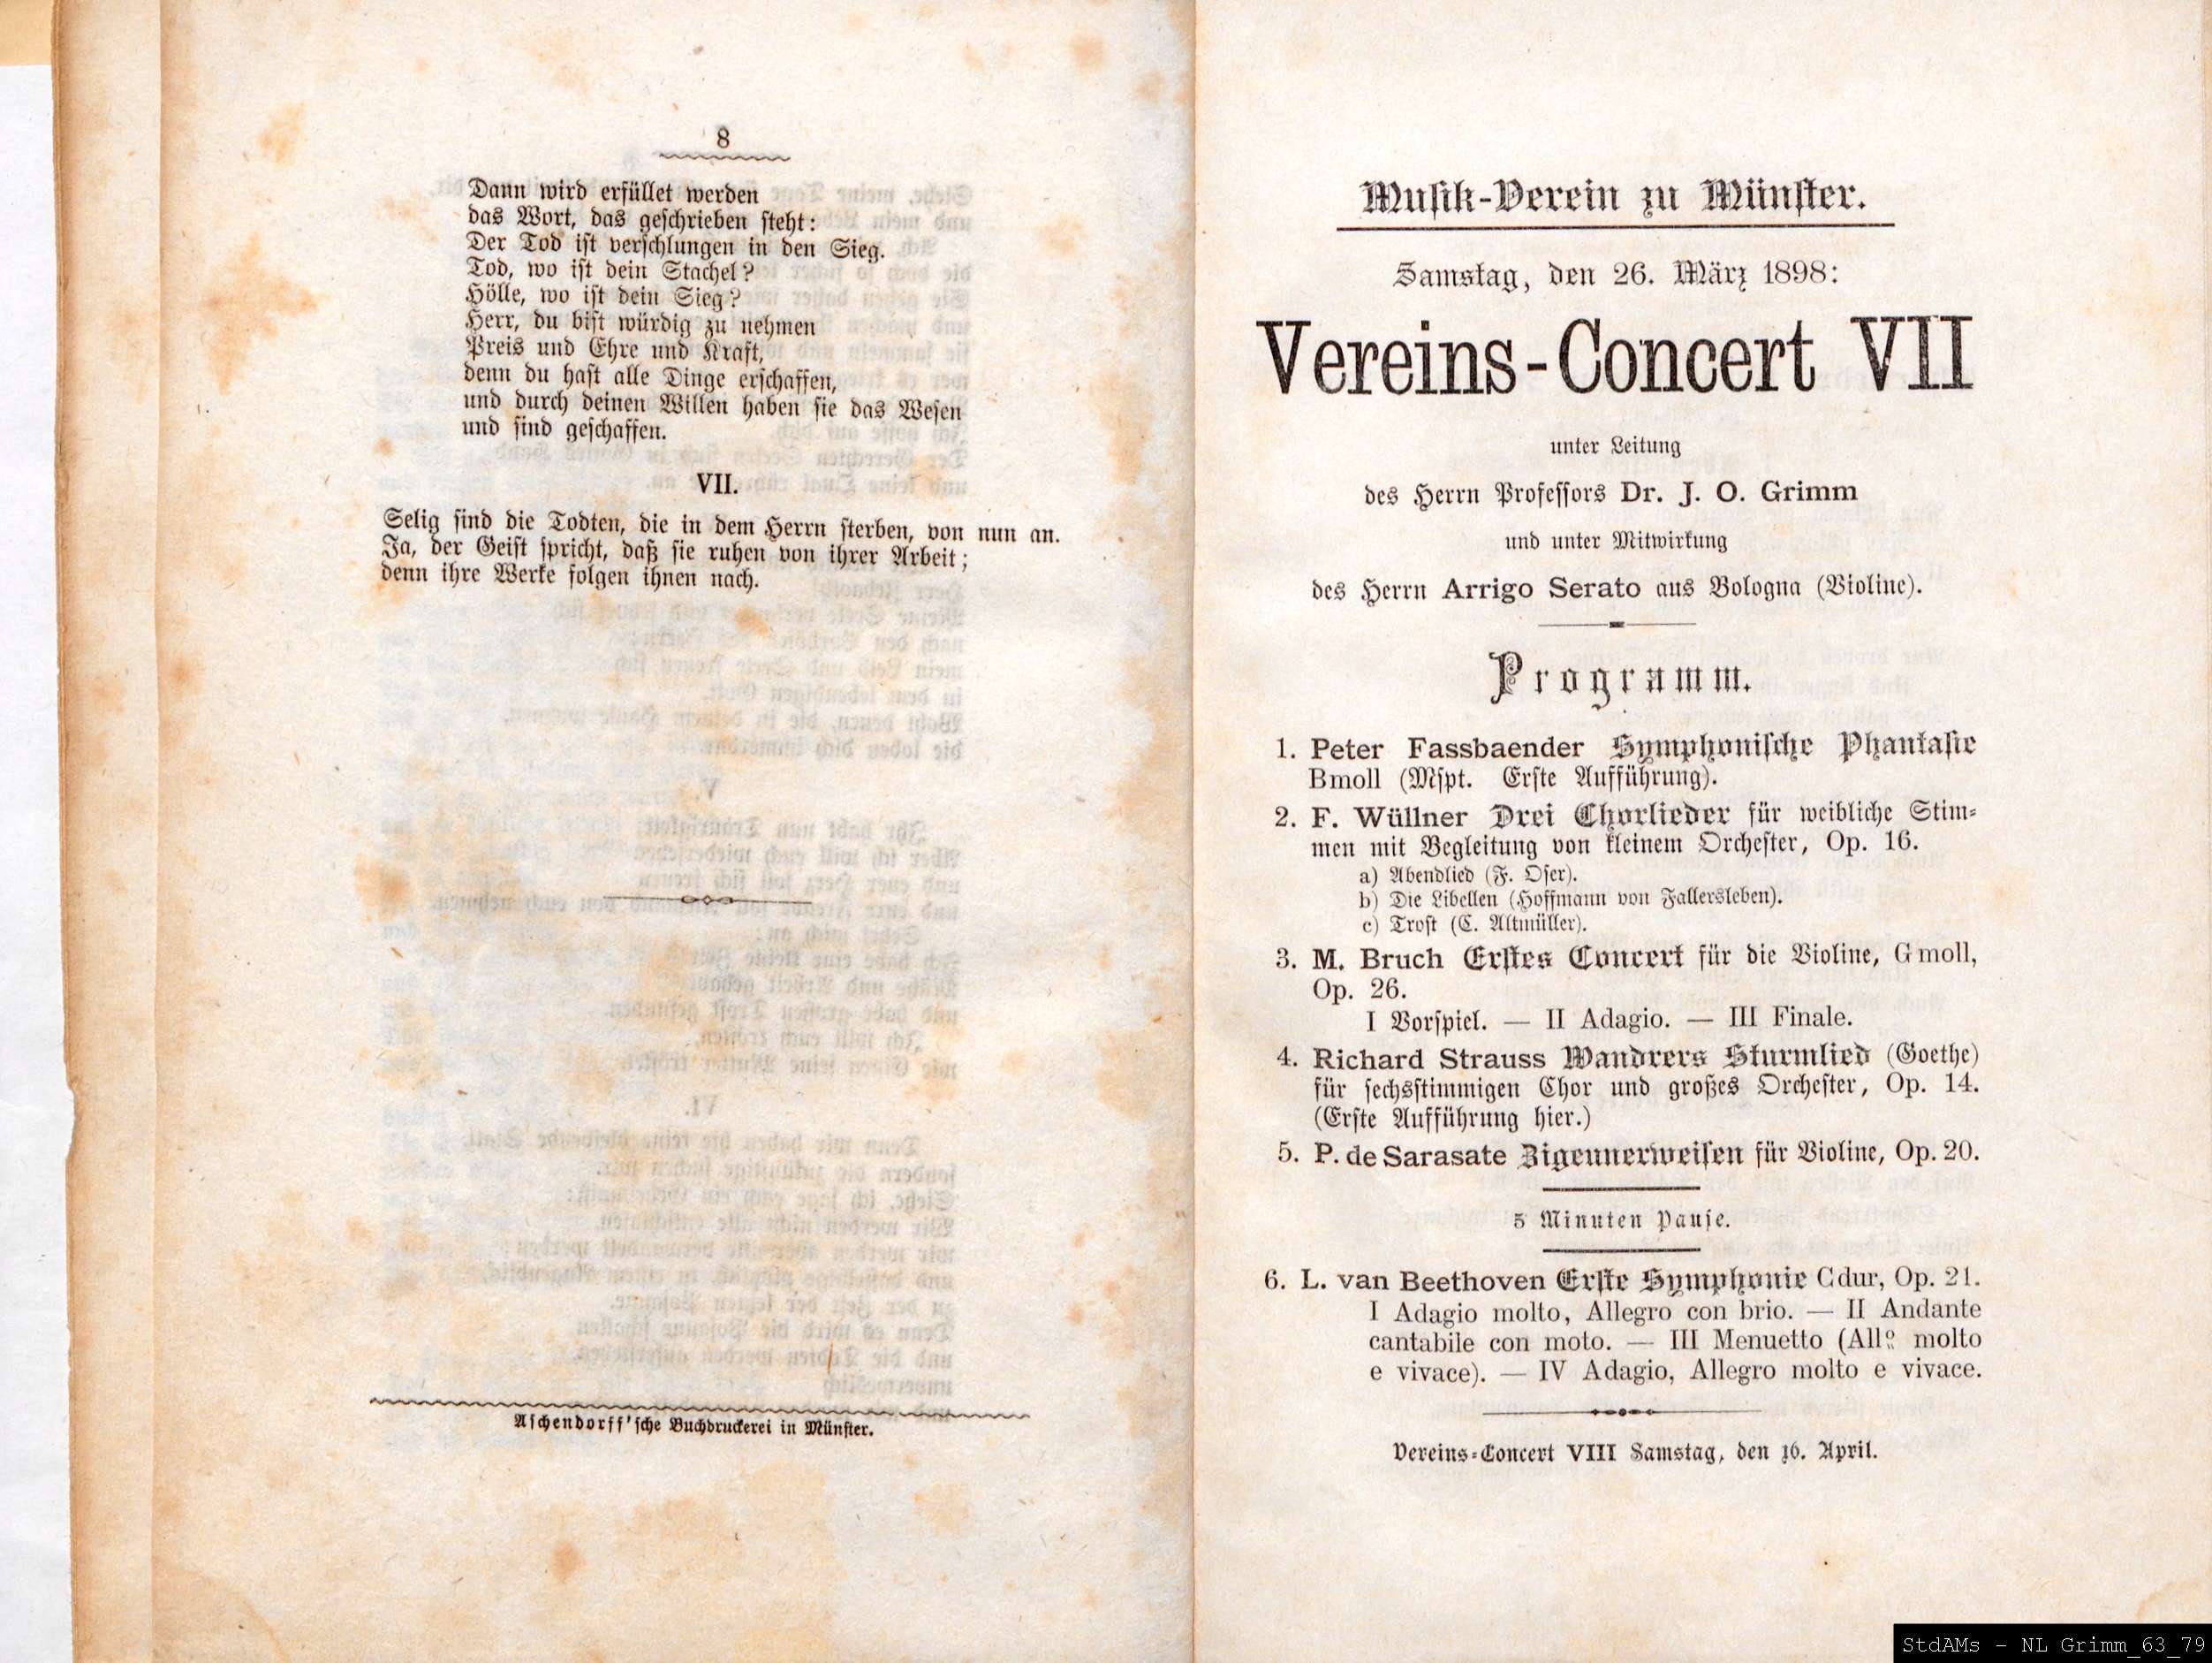 8
Dann wird erfüllet werden
das Wort, das geschrieben steht:
Der Tod ist verschlungen in den Sieg.
Tod, wo ist dein Stachel?
Hölle, wo ist dein Sieg?
Herr, du bist würdig zu nehmen
Preis und Ehre und Kraft,
denn du hast alle Dinge erschaffen,
und durch deinen Willen haben sie das Wesen
und sind geschaffen.
VII.
Selig sind die Todten, die in dem Herrn sterben, von nun an.
Ja, der Geist spricht, daß sie ruhen von ihrer Arbeit;
denn ihre Werke folgen ihnen nach.
Aschendorff'sche Buchdruckerei in Münster.
Musik-Verein zu Münster.
Samstag, den 26. März 1898:
Vereins-Concert VII
unter Leitung
des Herrn Professors Dr. J. O. Grimm
und unter Mitwirkung
des Herrn Arrigo Serato aus Bologna (Violine).
Programm.
1. Peter Fassbaender Symphonische Phantasie
Bmoll (Mspt. Erste Aufführung).
2. F. Wüllner Drei Chorlieder für weibliche Stim-
men mit Begleitung von kleinem Orchester, Op. 16.
a) Abendlied (F. Oser).
b) Die Libellen (Hoffmann von Fallersleben).
c) Trost (C. Altmüller).
3. M. Bruch Erstes Concert für die Violine, Gmoll,
Op. 26.
I Vorspiel. — II Adagio. — III Finale.
4. Richard Strauss Wandrers Sturmlied (Goethe)
für sechsstimmigen Chor und großes Orchester, Op. 14.
(Erste Aufführung hier.)
5. P. de Sarasate Zigeunerweisen für Violine, Op. 20.
5 Minuten Pause.
6. L. van Beethoven Erste Symphonie Cdur, Op. 21.
I Adagio molto, Allegro con brio. — II Andante
cantabile con moto. — III Menuetto (Allo molto
e vivace). — IV Adagio, Allegro molto e vivace.
Vereins-Concert VIII Samstag, den 16. April.
StdAMs - NL Grimm_63_79